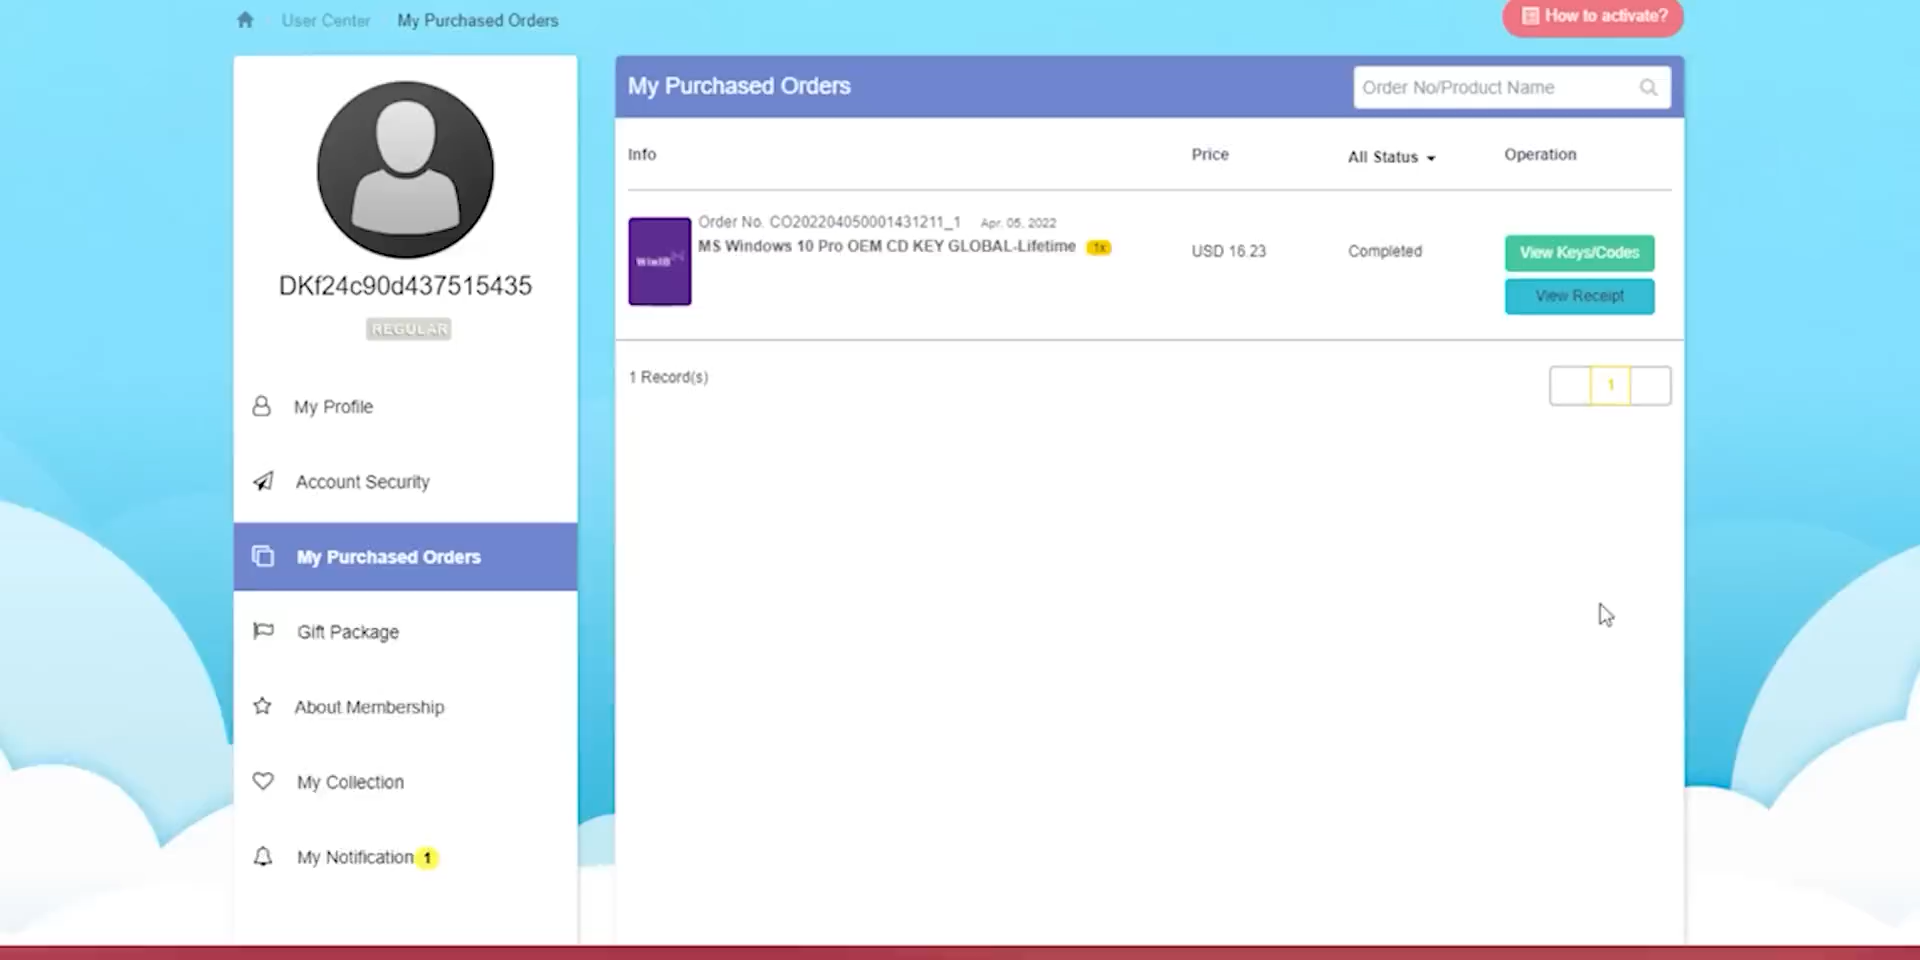 User Center
My Purchased Orders
How to activate?
DKf24c90d437515435
REGULAR
My Profile
Account Security
My Purchased Orders
Gift Package
About Membership
My Collection
My Notification 1
My Purchased Orders
Order No/Product Name
Info
Price
All Status
Operation
Win10
Order No. CO202204050001431211_1 Apr. 05, 2022
MS Windows 10 Pro OEM CD KEY GLOBAL-Lifetime 1x
USD 16.23
Completed
View Keys/Codes
View Receipt
1 Record(s)
1